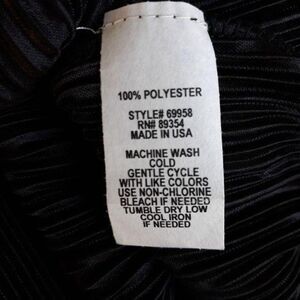 100% POLYESTER
STYLE# 69958
RN# 89354
MADE IN USA
MACHINE WASH
COLD
GENTLE CYCLE
WITH LIKE COLORS
USE NON-CHLORINE
BLEACH IF NEEDED
TUMBLE DRY LOW
COOL IRON
IF NEEDED